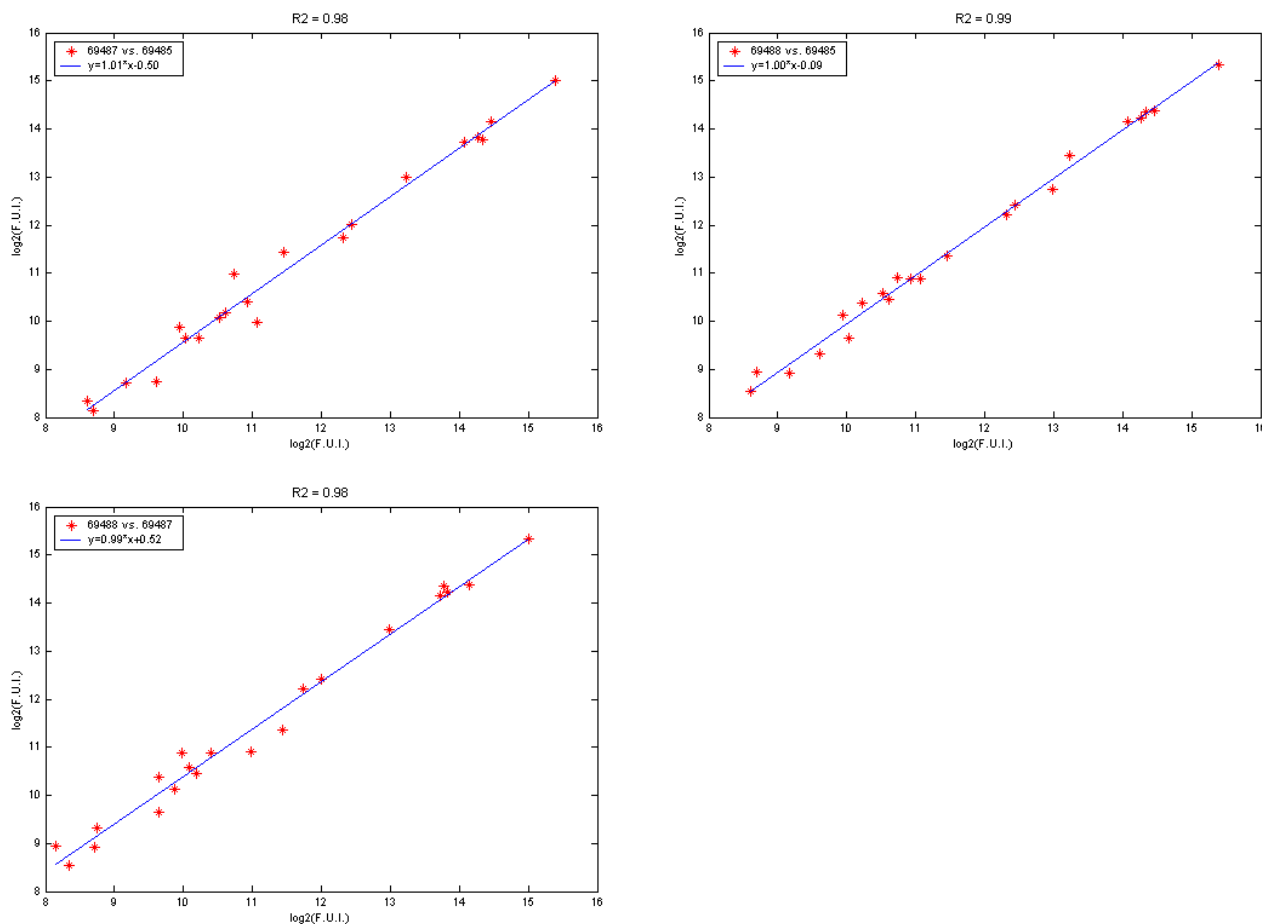 R2 = 0.98
69487 vs. 69485
y=1.01*x-0.50
16
15
14
13
12
11
10
9
8
log2(F.U.I.)
8 9 10 11 12 13 14 15 16
log2(F.U.I.)
R2 = 0.99
69488 vs. 69485
y=1.00*x-0.09
16
15
14
13
12
11
10
9
8
log2(F.U.I.)
8 9 10 11 12 13 14 15 16
log2(F.U.I.)
R2 = 0.98
69488 vs. 69487
y=0.99*x+0.52
16
15
14
13
12
11
10
9
8
log2(F.U.I.)
8 9 10 11 12 13 14 15 16
log2(F.U.I.)